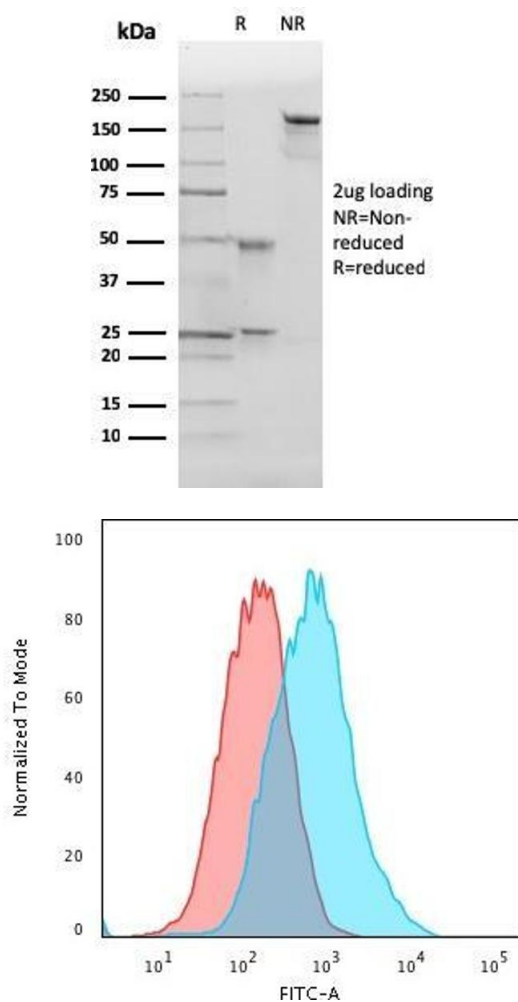 kDa
R NR
250
150
100
75
50
37
25
20
15
10
2ug loading
NR=Non-
reduced
R=reduced
100
80
60
40
20
0
Normalized To Mode
10¹ 10² 10³ 10⁴ 10⁵
FITC-A